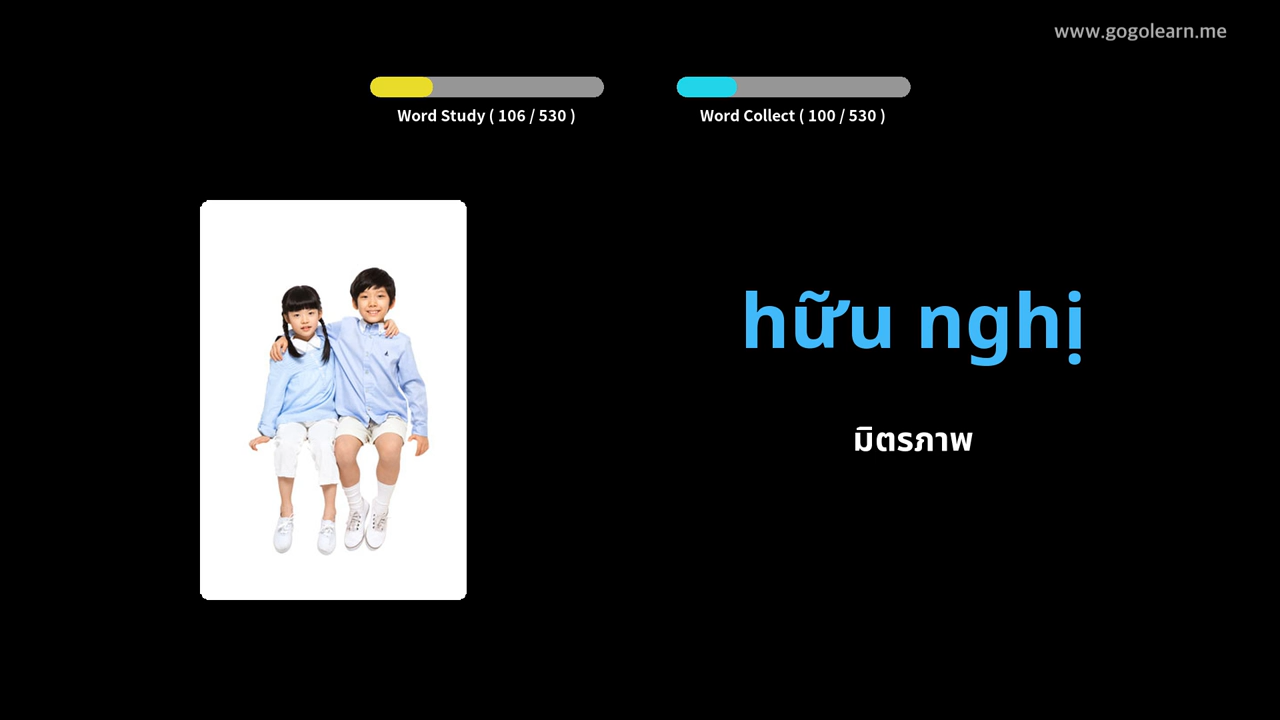 www.gogolearn.me
Word Study ( 106 / 530 )
Word Collect ( 100 / 530 )
hữu nghị
มิตรภาพ